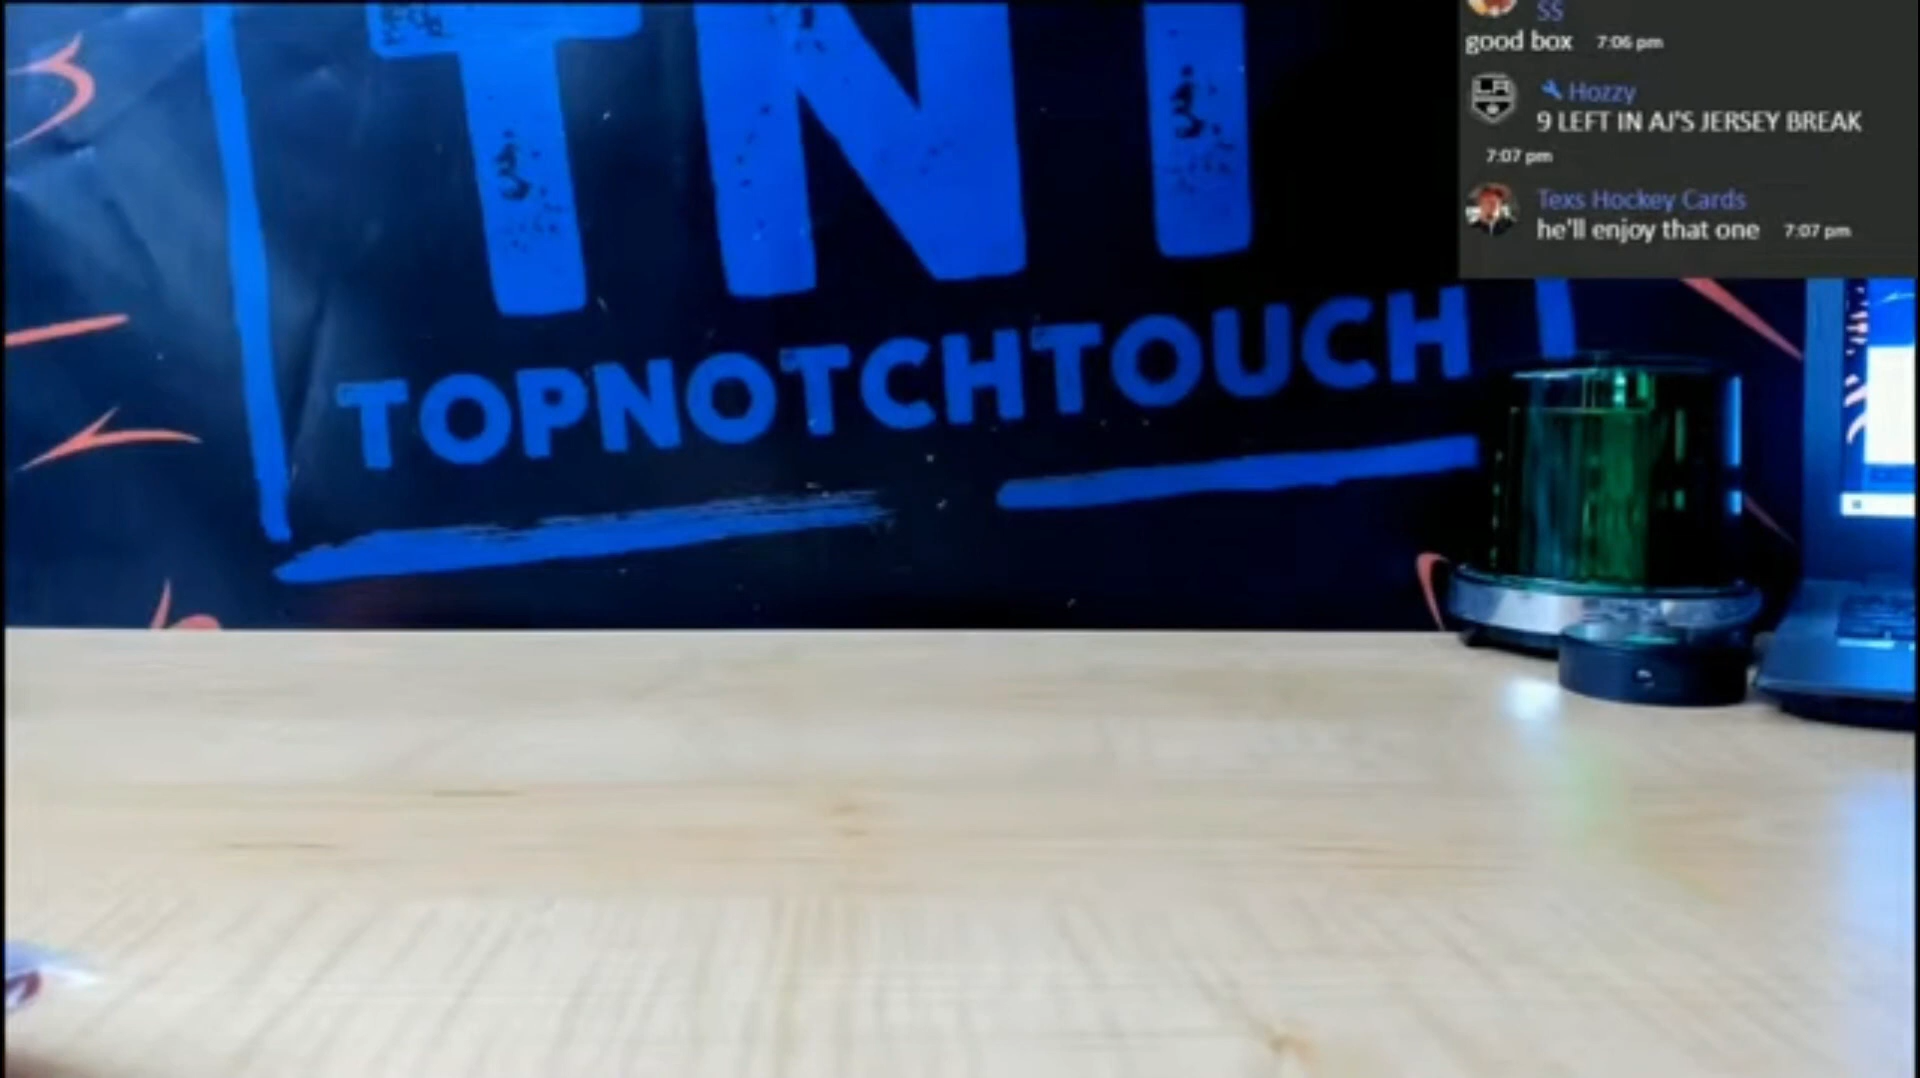 TNT
TOPNOTCHTOUCH
SS
good box 7:06 pm
Hozzy
9 LEFT IN AJ'S JERSEY BREAK
7:07 pm
Texs Hockey Cards
he'll enjoy that one 7:07 pm